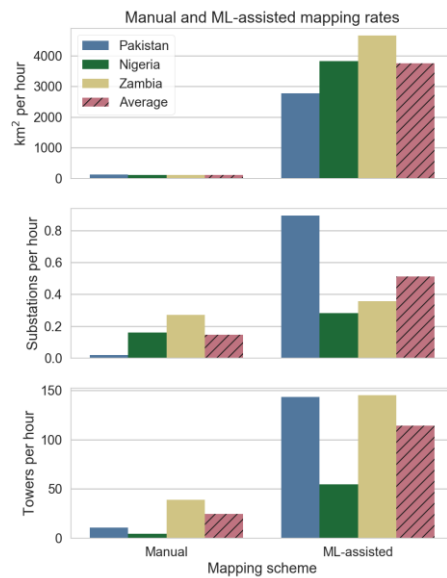 Manual and ML-assisted mapping rates
Pakistan
Nigeria
Zambia
Average
km² per hour
4000
3000
2000
1000
0
Substations per hour
0.8
0.6
0.4
0.2
0.0
Towers per hour
150
100
50
0
Manual ML-assisted
Mapping scheme